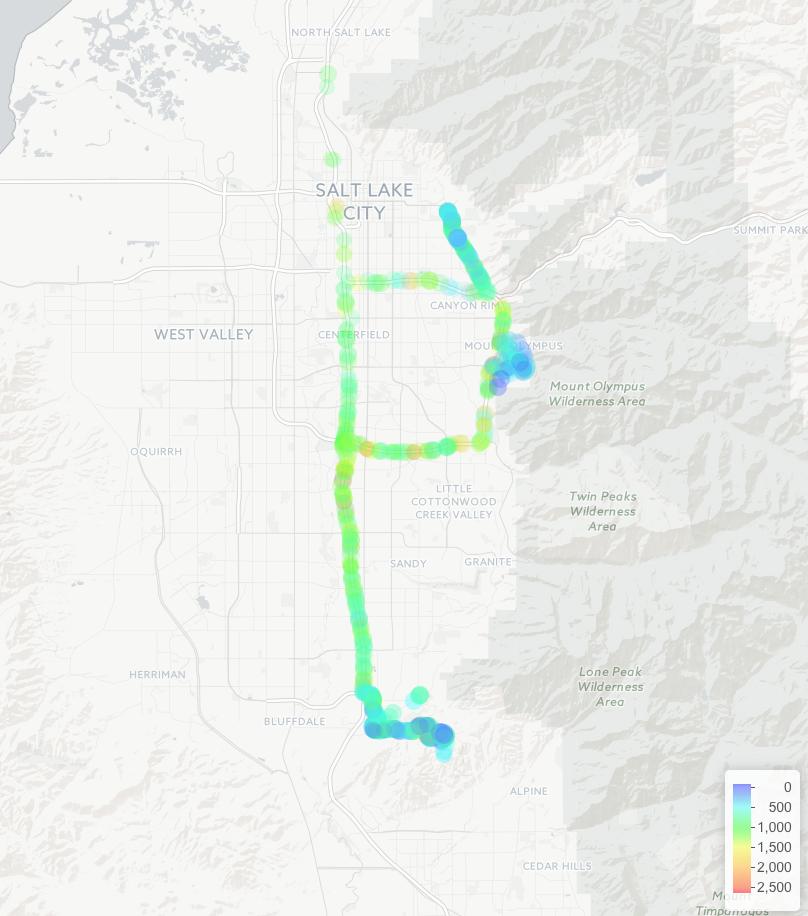 NORTH SALT LAKE
SALT LAKE
CITY
SUMMIT PARK
CANYON RIM
WEST VALLEY
CENTERFIELD
MOUNT OLYMPUS
Mount Olympus
Wilderness Area
OQUIRRH
LITTLE
COTTONWOOD
CREEK VALLEY
Twin Peaks
Wilderness
Area
SANDY
GRANITE
HERRIMAN
Lone Peak
Wilderness
Area
BLUFFDALE
ALPINE
0
500
1,000
1,500
2,000
2,500
CEDAR HILLS
Mount
Timpanogos